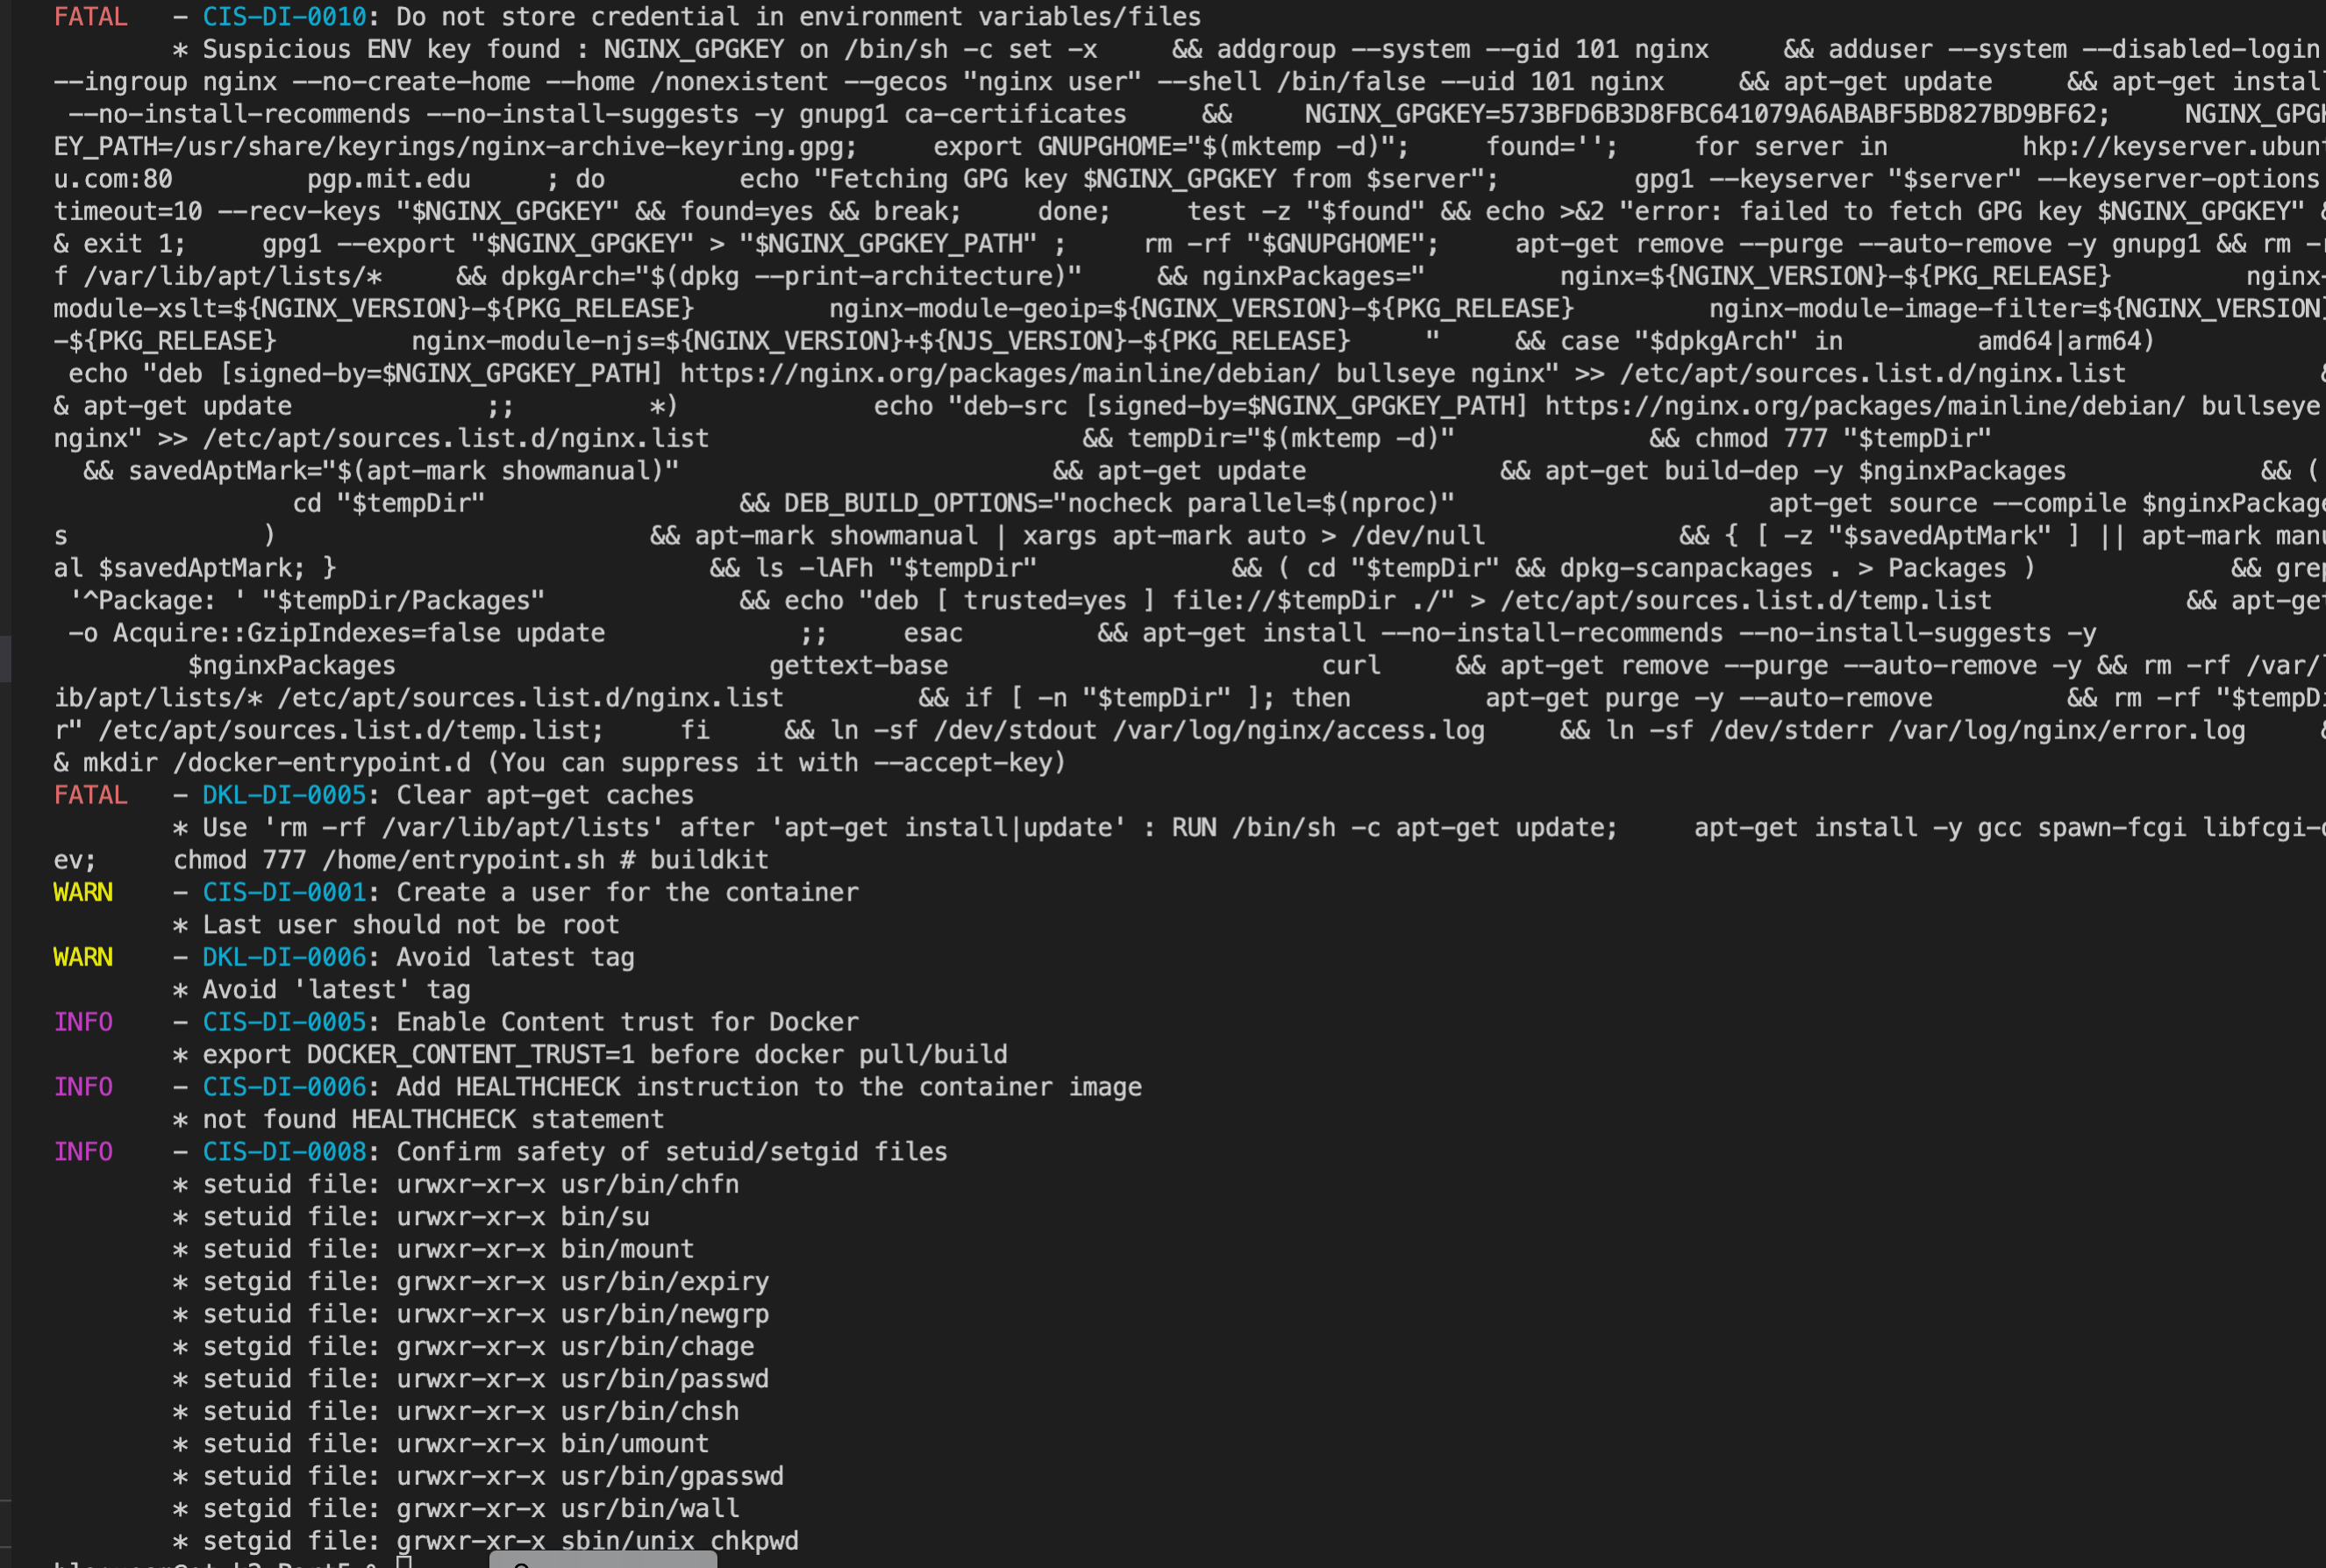 FATAL   - CIS-DI-0010: Do not store credential in environment variables/files
        * Suspicious ENV key found : NGINX_GPGKEY on /bin/sh -c set -x     && addgroup --system --gid 101 nginx     && adduser --system --disabled-login
--ingroup nginx --no-create-home --home /nonexistent --gecos "nginx user" --shell /bin/false --uid 101 nginx     && apt-get update     && apt-get install
 --no-install-recommends --no-install-suggests -y gnupg1 ca-certificates     &&     NGINX_GPGKEY=573BFD6B3D8FBC641079A6ABABF5BD827BD9BF62;     NGINX_GPGK
EY_PATH=/usr/share/keyrings/nginx-archive-keyring.gpg;     export GNUPGHOME="$(mktemp -d)";     found='';     for server in         hkp://keyserver.ubunt
u.com:80         pgp.mit.edu     ; do         echo "Fetching GPG key $NGINX_GPGKEY from $server";         gpg1 --keyserver "$server" --keyserver-options
timeout=10 --recv-keys "$NGINX_GPGKEY" && found=yes && break;     done;     test -z "$found" && echo >&2 "error: failed to fetch GPG key $NGINX_GPGKEY" &
& exit 1;     gpg1 --export "$NGINX_GPGKEY" > "$NGINX_GPGKEY_PATH" ;     rm -rf "$GNUPGHOME";     apt-get remove --purge --auto-remove -y gnupg1 && rm -r
f /var/lib/apt/lists/*     && dpkgArch="$(dpkg --print-architecture)"     && nginxPackages="         nginx=${NGINX_VERSION}-${PKG_RELEASE}         nginx-
module-xslt=${NGINX_VERSION}-${PKG_RELEASE}         nginx-module-geoip=${NGINX_VERSION}-${PKG_RELEASE}         nginx-module-image-filter=${NGINX_VERSION}
-${PKG_RELEASE}         nginx-module-njs=${NGINX_VERSION}+${NJS_VERSION}-${PKG_RELEASE}     "     && case "$dpkgArch" in         amd64|arm64)
 echo "deb [signed-by=$NGINX_GPGKEY_PATH] https://nginx.org/packages/mainline/debian/ bullseye nginx" >> /etc/apt/sources.list.d/nginx.list             &
& apt-get update             ;;         *)             echo "deb-src [signed-by=$NGINX_GPGKEY_PATH] https://nginx.org/packages/mainline/debian/ bullseye
nginx" >> /etc/apt/sources.list.d/nginx.list                         && tempDir="$(mktemp -d)"             && chmod 777 "$tempDir"
  && savedAptMark="$(apt-mark showmanual)"                         && apt-get update             && apt-get build-dep -y $nginxPackages             && (
                cd "$tempDir"                 && DEB_BUILD_OPTIONS="nocheck parallel=$(nproc)"                     apt-get source --compile $nginxPackage
s             )                         && apt-mark showmanual | xargs apt-mark auto > /dev/null             && { [ -z "$savedAptMark" ] || apt-mark manu
al $savedAptMark; }                         && ls -lAFh "$tempDir"             && ( cd "$tempDir" && dpkg-scanpackages . > Packages )             && grep
 '^Package: ' "$tempDir/Packages"             && echo "deb [ trusted=yes ] file://$tempDir ./" > /etc/apt/sources.list.d/temp.list             && apt-get
 -o Acquire::GzipIndexes=false update             ;;     esac         && apt-get install --no-install-recommends --no-install-suggests -y
         $nginxPackages                         gettext-base                         curl     && apt-get remove --purge --auto-remove -y && rm -rf /var/l
ib/apt/lists/* /etc/apt/sources.list.d/nginx.list         && if [ -n "$tempDir" ]; then         apt-get purge -y --auto-remove         && rm -rf "$tempDi
r" /etc/apt/sources.list.d/temp.list;     fi     && ln -sf /dev/stdout /var/log/nginx/access.log     && ln -sf /dev/stderr /var/log/nginx/error.log     &
& mkdir /docker-entrypoint.d (You can suppress it with --accept-key)
FATAL   - DKL-DI-0005: Clear apt-get caches
        * Use 'rm -rf /var/lib/apt/lists' after 'apt-get install|update' : RUN /bin/sh -c apt-get update;     apt-get install -y gcc spawn-fcgi libfcgi-d
ev;     chmod 777 /home/entrypoint.sh # buildkit
WARN    - CIS-DI-0001: Create a user for the container
        * Last user should not be root
WARN    - DKL-DI-0006: Avoid latest tag
        * Avoid 'latest' tag
INFO    - CIS-DI-0005: Enable Content trust for Docker
        * export DOCKER_CONTENT_TRUST=1 before docker pull/build
INFO    - CIS-DI-0006: Add HEALTHCHECK instruction to the container image
        * not found HEALTHCHECK statement
INFO    - CIS-DI-0008: Confirm safety of setuid/setgid files
        * setuid file: urwxr-xr-x usr/bin/chfn
        * setuid file: urwxr-xr-x bin/su
        * setuid file: urwxr-xr-x bin/mount
        * setgid file: grwxr-xr-x usr/bin/expiry
        * setuid file: urwxr-xr-x usr/bin/newgrp
        * setgid file: grwxr-xr-x usr/bin/chage
        * setuid file: urwxr-xr-x usr/bin/passwd
        * setuid file: urwxr-xr-x usr/bin/chsh
        * setuid file: urwxr-xr-x bin/umount
        * setuid file: urwxr-xr-x usr/bin/gpasswd
        * setgid file: grwxr-xr-x usr/bin/wall
        * setgid file: grwxr-xr-x sbin/unix_chkpwd